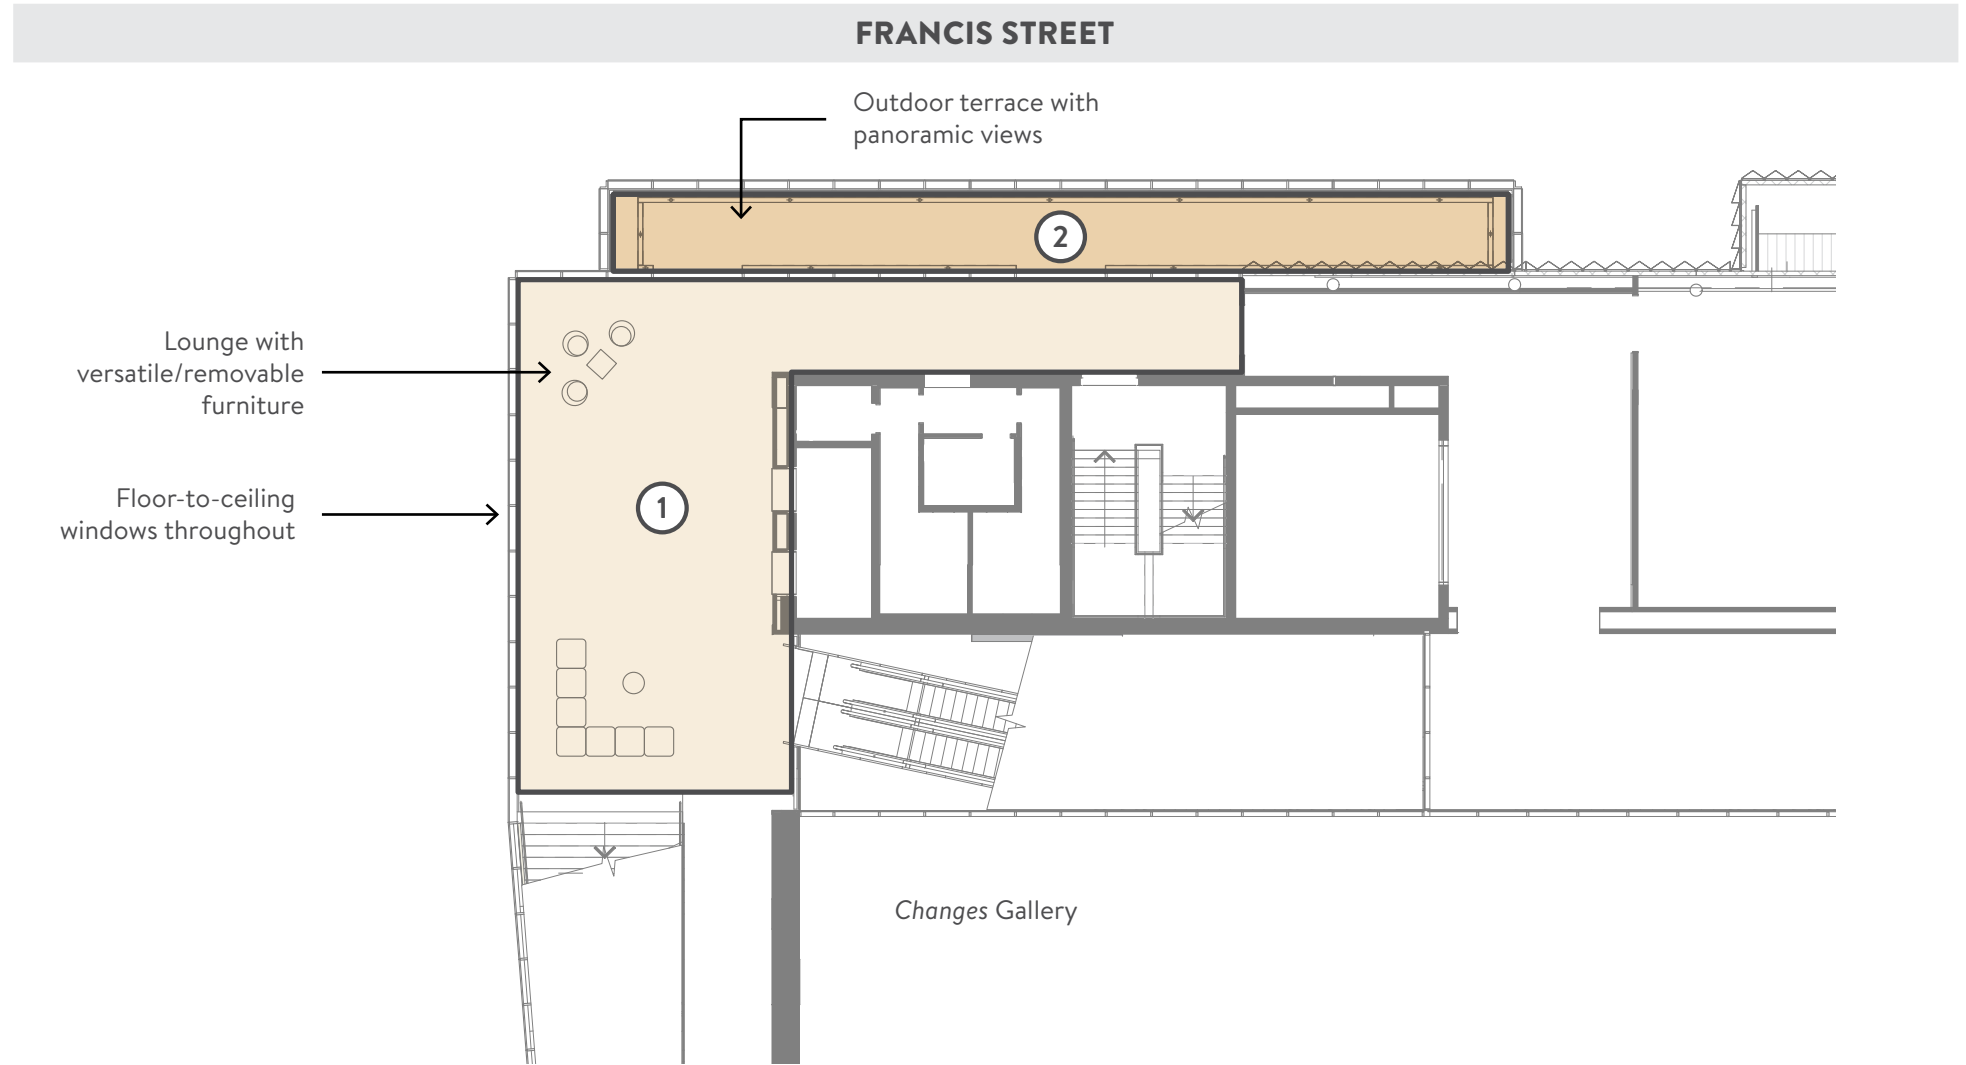 FRANCIS STREET
Outdoor terrace with
panoramic views
2
Lounge with
versatile/removable
furniture
Floor-to-ceiling
windows throughout
1
Changes Gallery